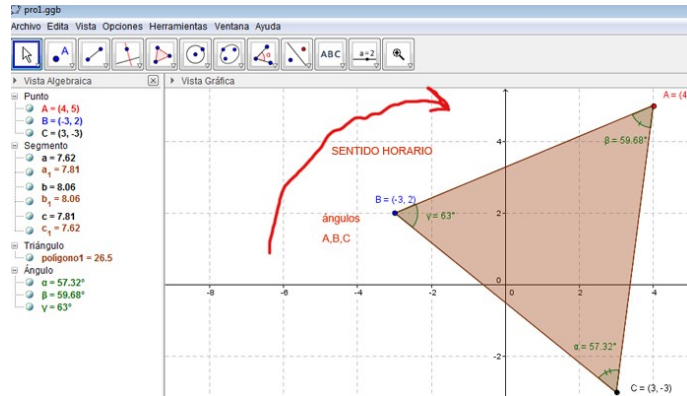 pro1.ggb
Archivo Edita Vista Opciones Herramientas Ventana Ayuda
A
ABC
a=2
Vista Algebraica
Vista Gráfica
Punto
A = (4, 5)
B = (-3, 2)
C = (3, -3)
Segmento
a = 7.62
a₁ = 7.81
b = 8.06
b₁ = 8.06
c = 7.81
c₁ = 7.62
Triángulo
polígono1 = 26.5
Ángulo
α = 57.32°
β = 59.68°
γ = 63°
A = (4
SENTIDO HORARIO
4
β = 59.68°
B = (-3, 2)
γ = 63°
2
ángulos
A,B,C
0
-8 -6 -4 -2 0 2 4
-2
α = 57.32°
C = (3, -3)